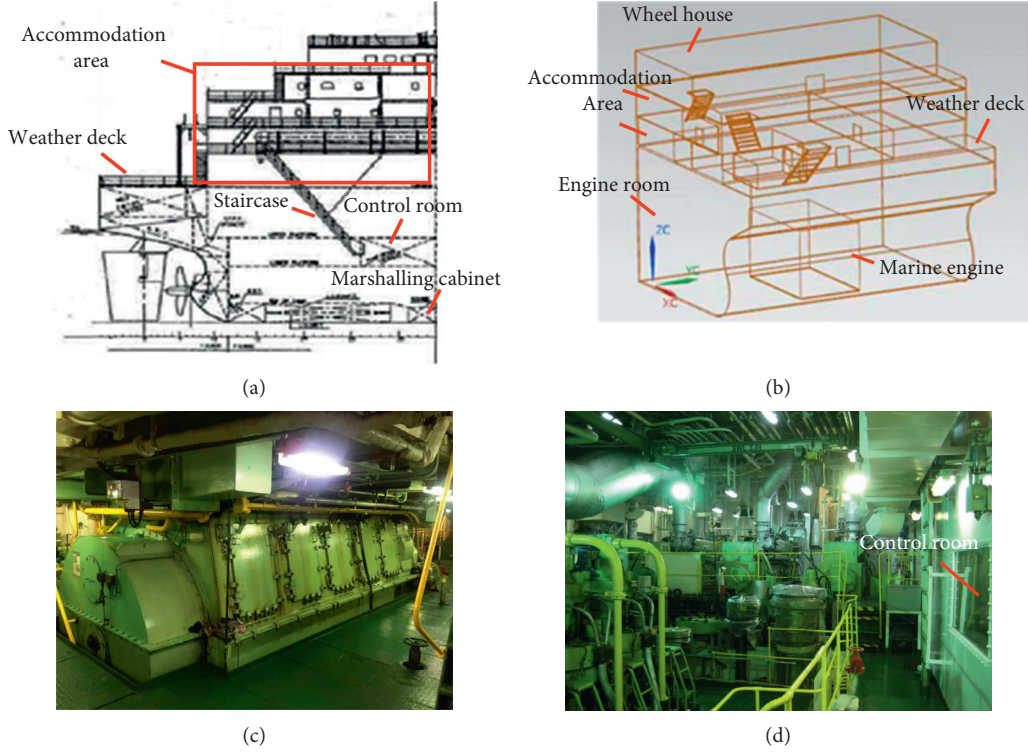 Accommodation
area
Weather deck
Staircase
Control room
Marshalling cabinet
(a)
Wheel house
Accommodation
Area
Weather deck
Engine room
ZC
YC
XC
Marine engine
(b)
(c)
Control room
(d)